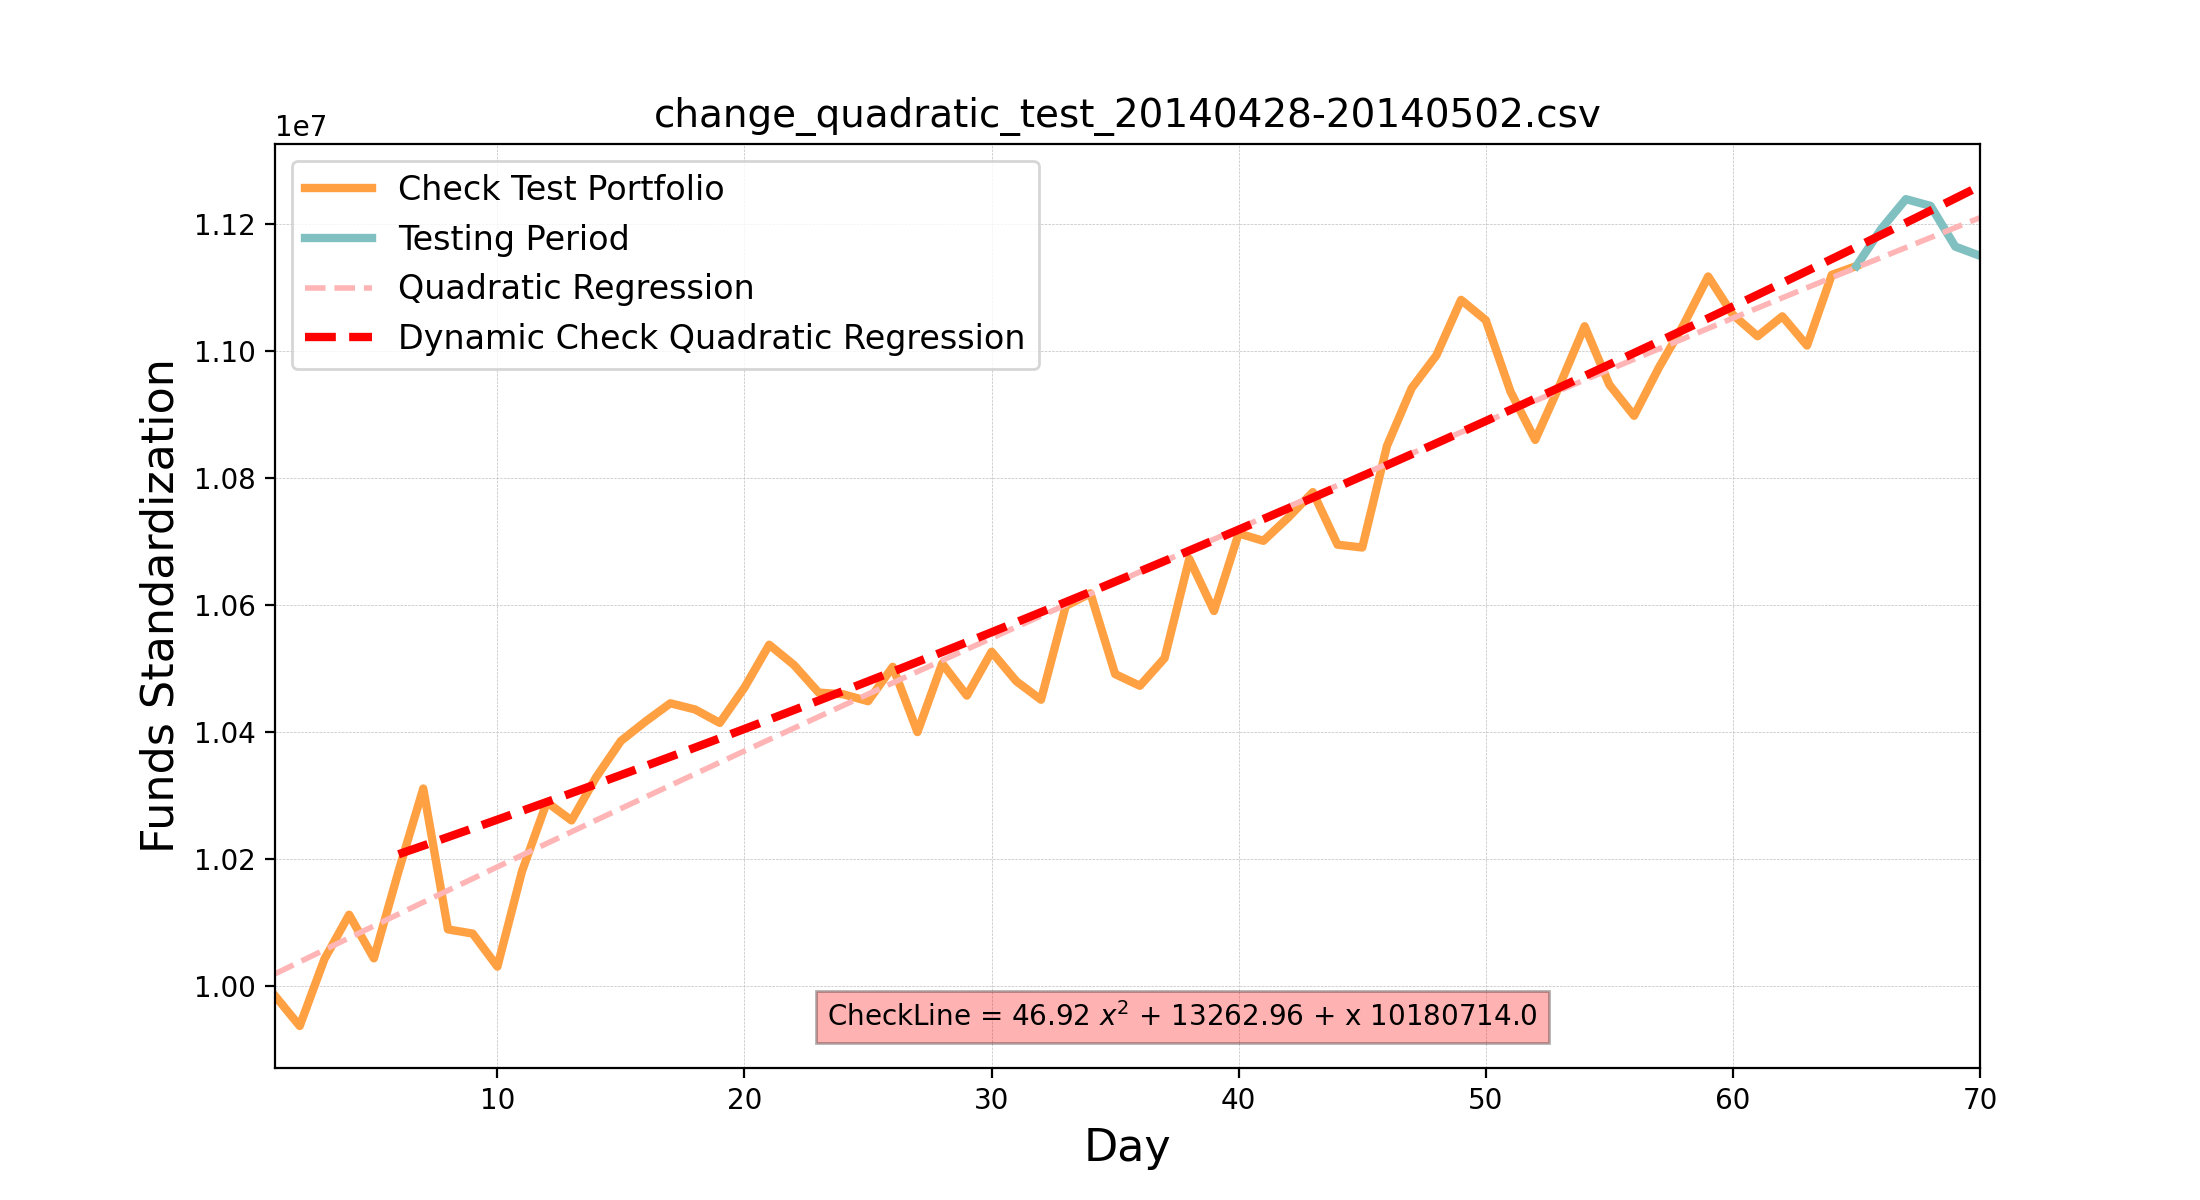 change_quadratic_test_20140428-20140502.csv
1e7
Check Test Portfolio
Testing Period
Quadratic Regression
Dynamic Check Quadratic Regression
1.12
1.10
1.08
1.06
1.04
1.02
1.00
Funds Standardization
CheckLine = 46.92 x² + 13262.96 + x 10180714.0
10 20 30 40 50 60 70
Day